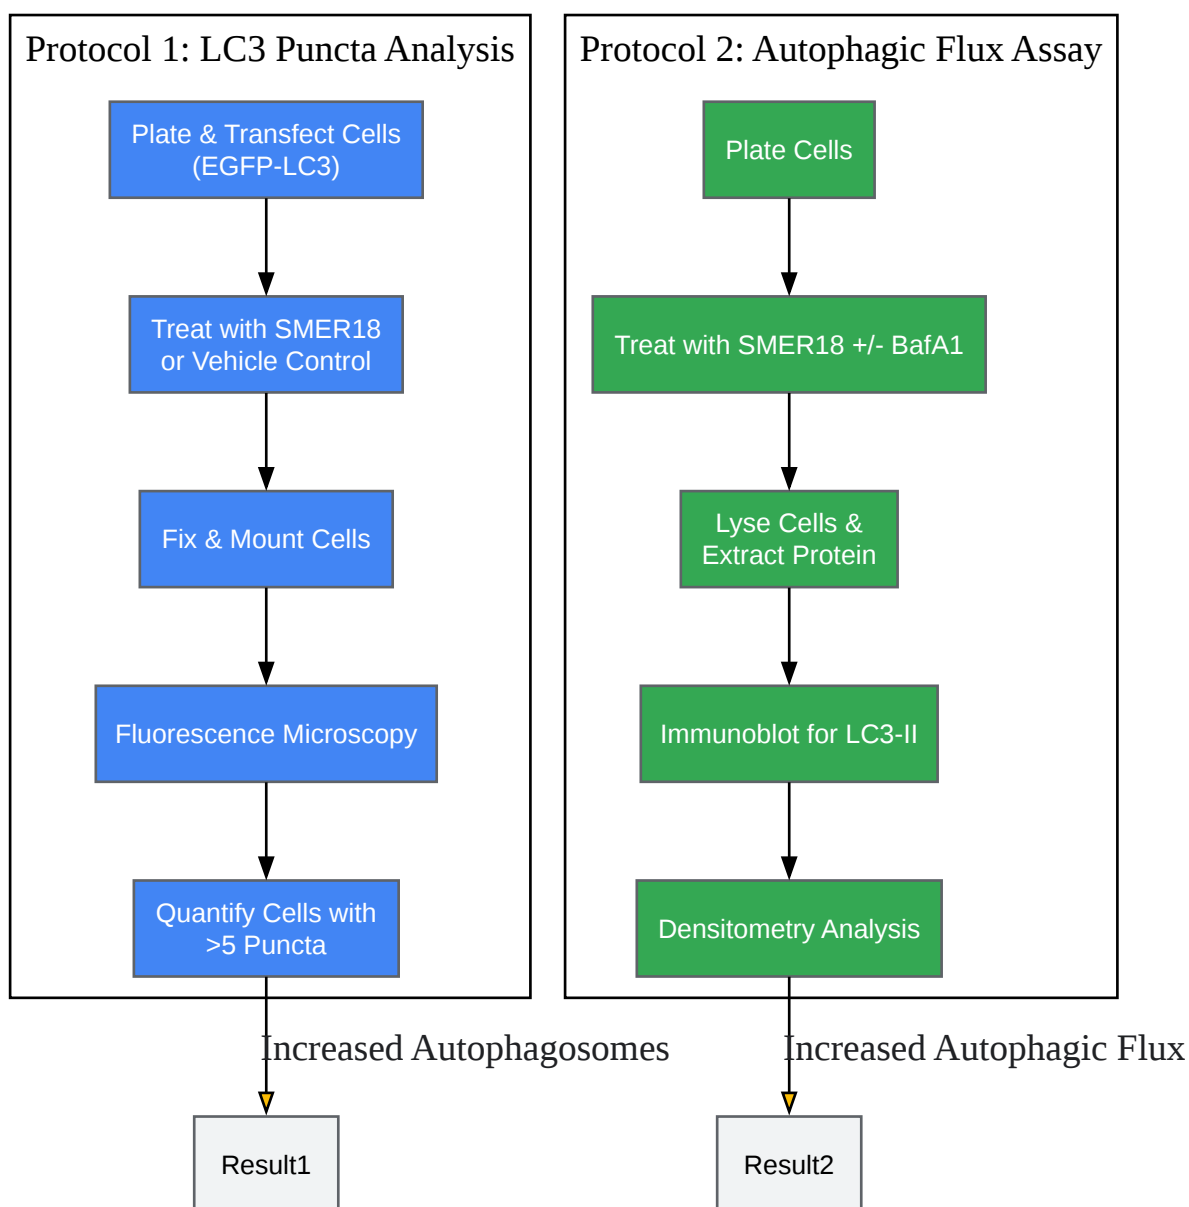 Protocol 1: LC3 Puncta Analysis
Plate & Transfect Cells
(EGFP-LC3)
Treat with SMER18
or Vehicle Control
Fix & Mount Cells
Fluorescence Microscopy
Quantify Cells with
>5 Puncta
Increased Autophagosomes
Result1
Protocol 2: Autophagic Flux Assay
Plate Cells
Treat with SMER18 +/- BafA1
Lyse Cells &
Extract Protein
Immunoblot for LC3-II
Densitometry Analysis
Increased Autophagic Flux
Result2